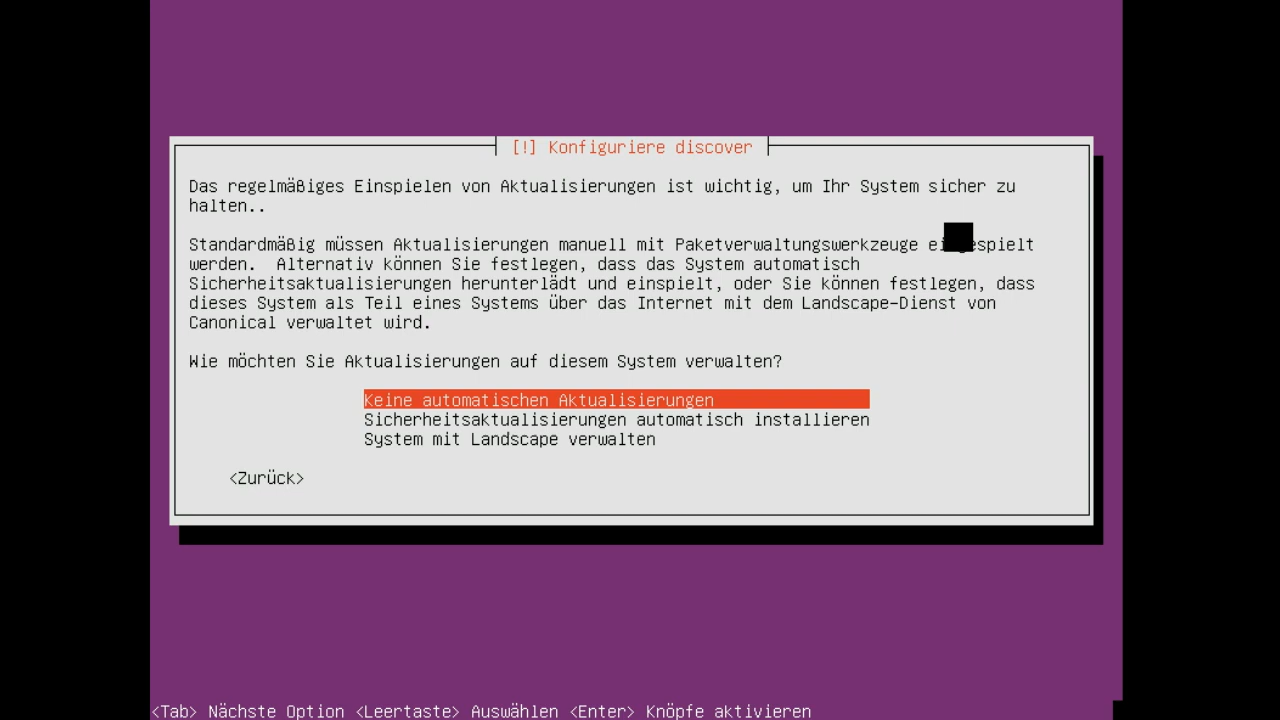 [!] Konfiguriere discover
Das regelmäßiges Einspielen von Aktualisierungen ist wichtig, um Ihr System sicher zu
halten..
Standardmäßig müssen Aktualisierungen manuell mit Paketverwaltungswerkzeuge
werden. Alternativ können Sie festlegen, dass das System automatisch
Sicherheitsaktualisierungen herunterlädt und einspielt, oder Sie können festlegen, dass
dieses System als Teil eines Systems über das Internet mit dem Landscape-Dienst von
Canonical verwaltet wird.
Wie möchten Sie Aktualisierungen auf diesem System verwalten?
Keine automatischen Aktualisierungen
Sicherheitsaktualisierungen automatisch installieren
System mit Landscape verwalten
<Zurück>
<Tab> Nächste Option <Leertaste> Auswählen <Enter> Knöpfe aktivieren